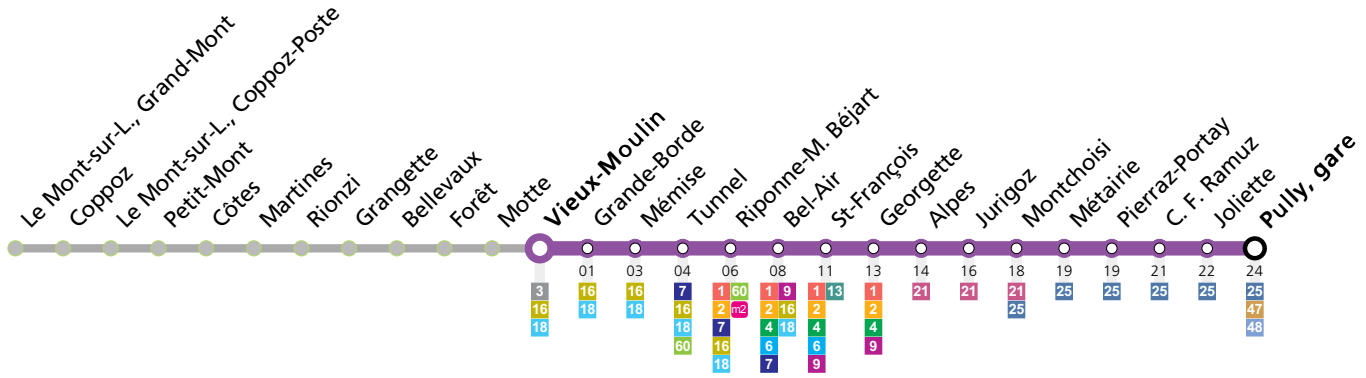 Le Mont-sur-L., Grand-Mont
Coppoz
Le Mont-sur-L., Coppoz-Poste
Petit-Mont
Côtes
Martines
Rionzi
Grangette
Bellevaux
Forêt
Motte
Vieux-Moulin
Grande-Borde
Mémise
Tunnel
Riponne-M. Béjart
Bel-Air
St-François
Georgette
Alpes
Jurigoz
Montchoisi
Métairie
Pierraz-Portay
C. F. Ramuz
Joliette
Pully, gare
01 03 04 06 08 11 13 14 16 18 19 19 21 22 24
3 16 16 7 1 60 1 9 1 13 1 21 21 21 25 25 25 25 25
16 18 18 16 2 m2 2 16 2 2 25 47
18 18 7 4 18 4 4 48
60 16 6 6 9
18 7 9